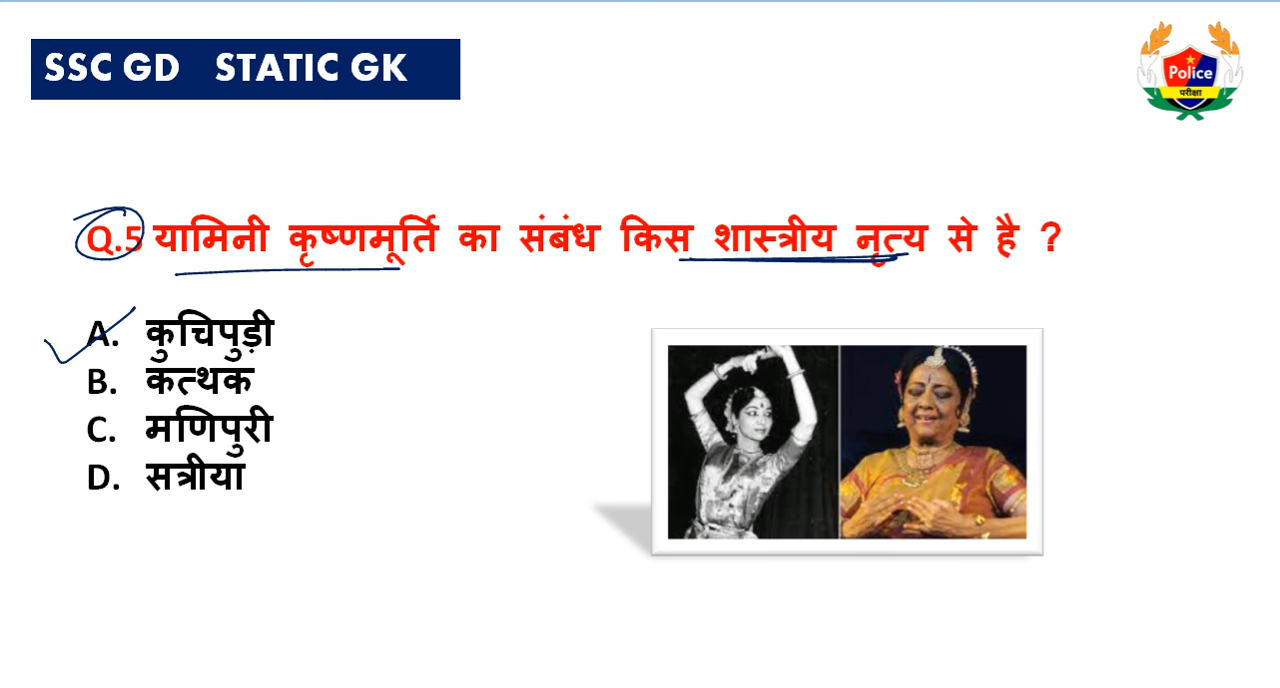 SSC GD STATIC GK
Police
परीक्षा
Q.5 यामिनी कृष्णमूर्ति का संबंध किस शास्त्रीय नृत्य से है ?
A. कुचिपुड़ी
B. कत्थक
C. मणिपुरी
D. सत्रीया